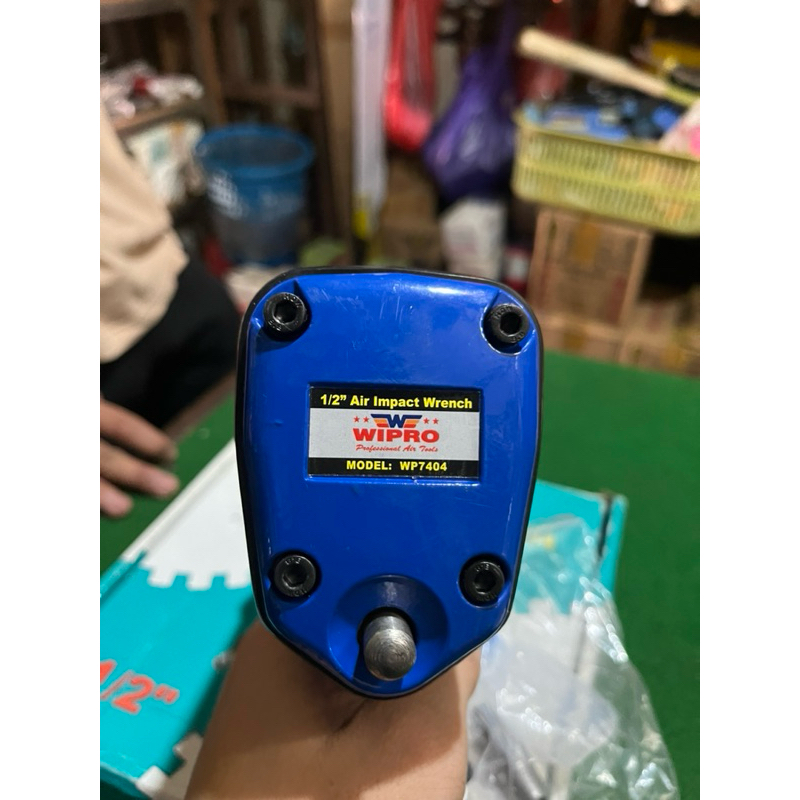 1/2" Air Impact Wrench
WIPRO
Professional Air Tools
MODEL: WP7404
1/2"